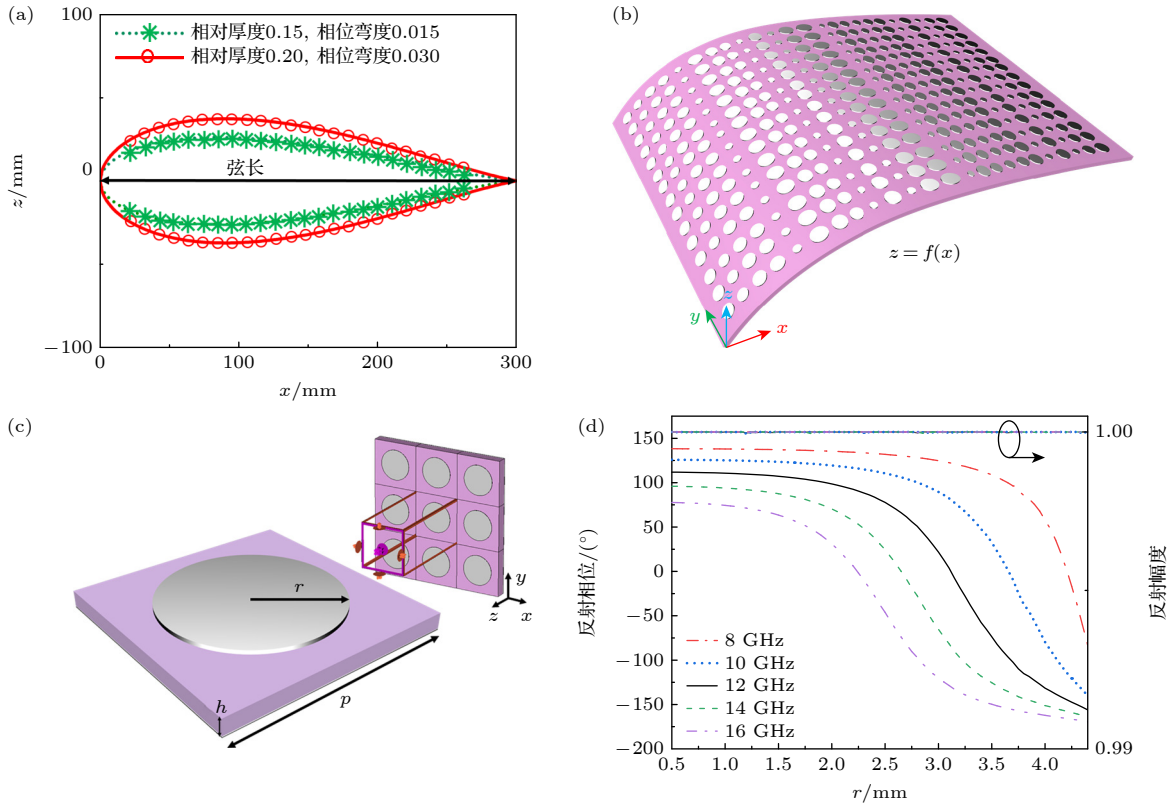 (a)
100
0
−100
z/mm
相对厚度0.15, 相位弯度0.015
相对厚度0.20, 相位弯度0.030
弦长
0
100
200
300
x/mm
(b)
z = f(x)
z
y
x
(c)
r
h
p
y
z
x
(d)
150
100
50
0
−50
−100
−150
−200
反射相位/(°)
8 GHz
10 GHz
12 GHz
14 GHz
16 GHz
1.00
0.99
反射幅度
0.5
1.0
1.5
2.0
2.5
3.0
3.5
4.0
r/mm